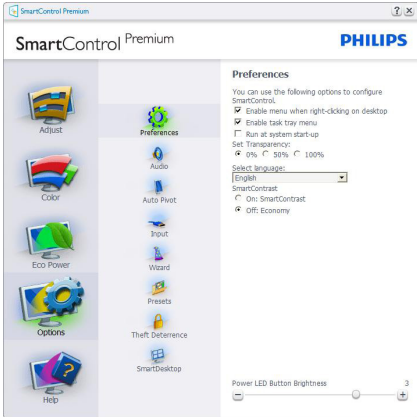 SmartControl Premium
SmartControl Premium
PHILIPS
Adjust
Color
Eco Power
Options
Help
Preferences
Audio
Auto Pivot
Input
Wizard
Presets
Theft Deterrence
SmartDesktop
Preferences
You can use the following options to configure
SmartControl.
Enable menu when right-clicking on desktop
Enable task tray menu
Run at system start-up
Set Transparency:
0% 50% 100%
Select language:
English
SmartContrast
On: SmartContrast
Off: Economy
Power LED Button Brightness 3